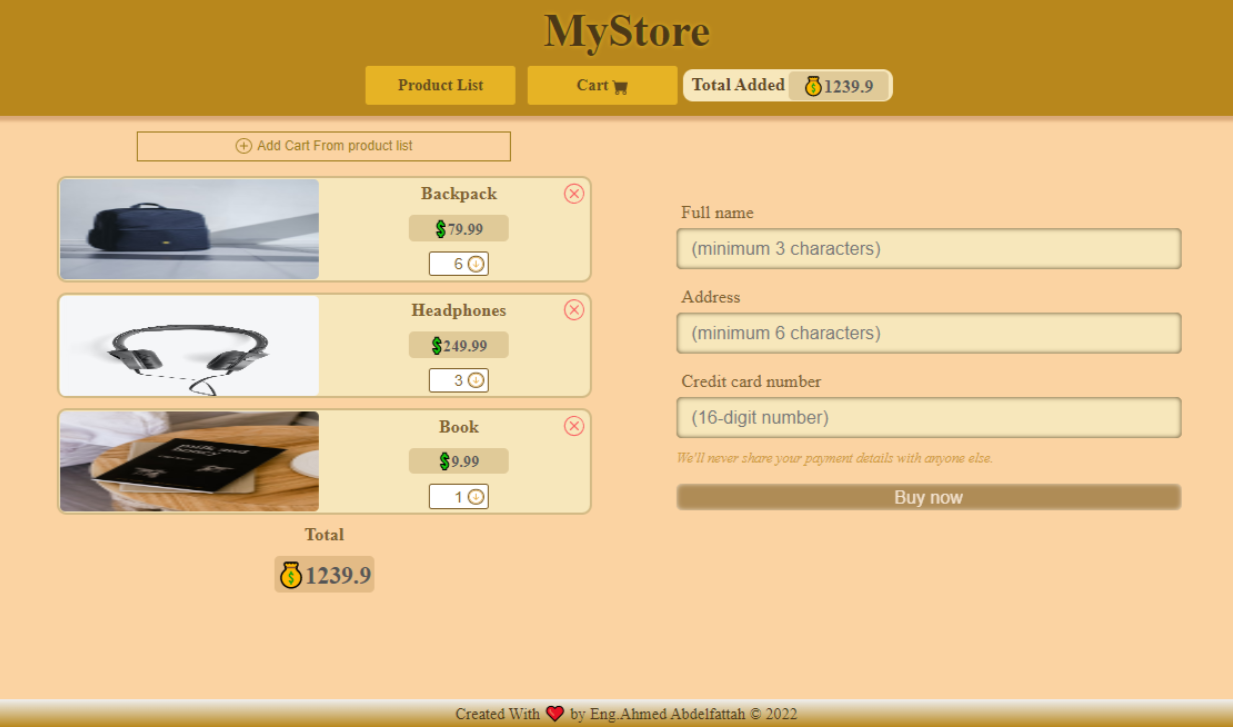 MyStore
Product List
Cart
Total Added 1239.9
Add Cart From product list
Backpack
$79.99
6
Headphones
$249.99
3
Book
$9.99
1
Total
$1239.9
Full name
(minimum 3 characters)
Address
(minimum 6 characters)
Credit card number
(16-digit number)
We'll never share your payment details with anyone else.
Buy now
milk and
honey
Created With ❤ by Eng.Ahmed Abdelfattah © 2022